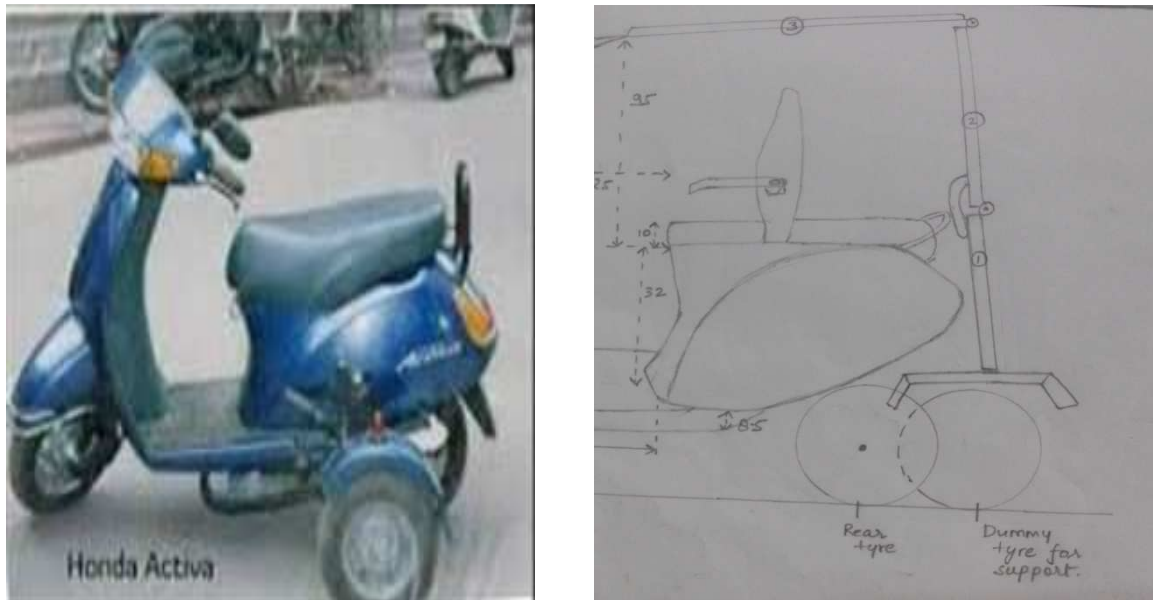 Honda Activa
3
95
2
25
10
1
32
8.5
Rear
tyre
Dummy
tyre for
support.